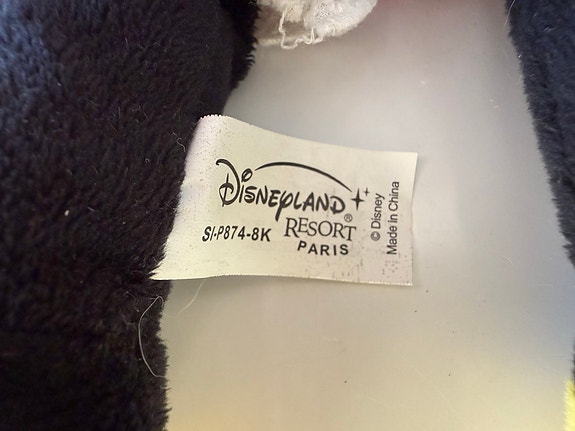 Disneyland
RESORT®
PARIS
SI-P874-8K
© Disney
Made in China